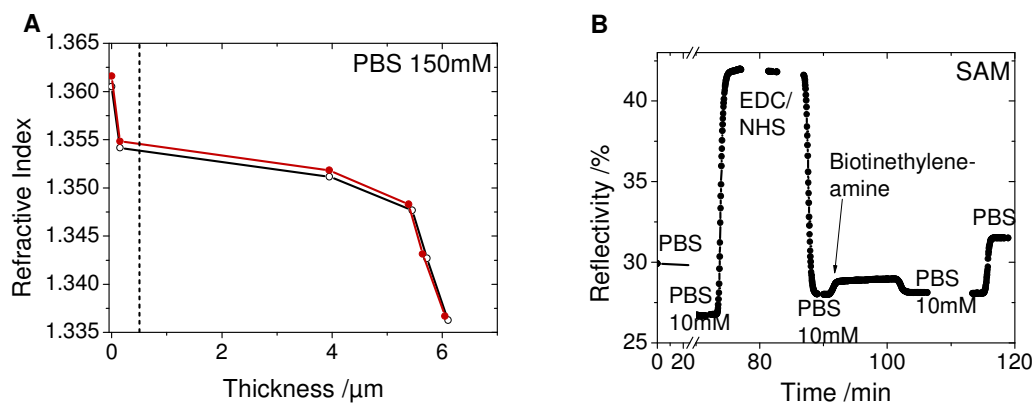 A
PBS 150mM
Refractive Index
1.365
1.360
1.355
1.350
1.345
1.340
1.335
0 2 4 6
Thickness /µm
B
SAM
EDC/
NHS
Biotinethylene-
amine
PBS
PBS
PBS
10mM
PBS
10mM
PBS
10mM
Reflectivity /%
40
35
30
25
0 20 80 100 120
Time /min